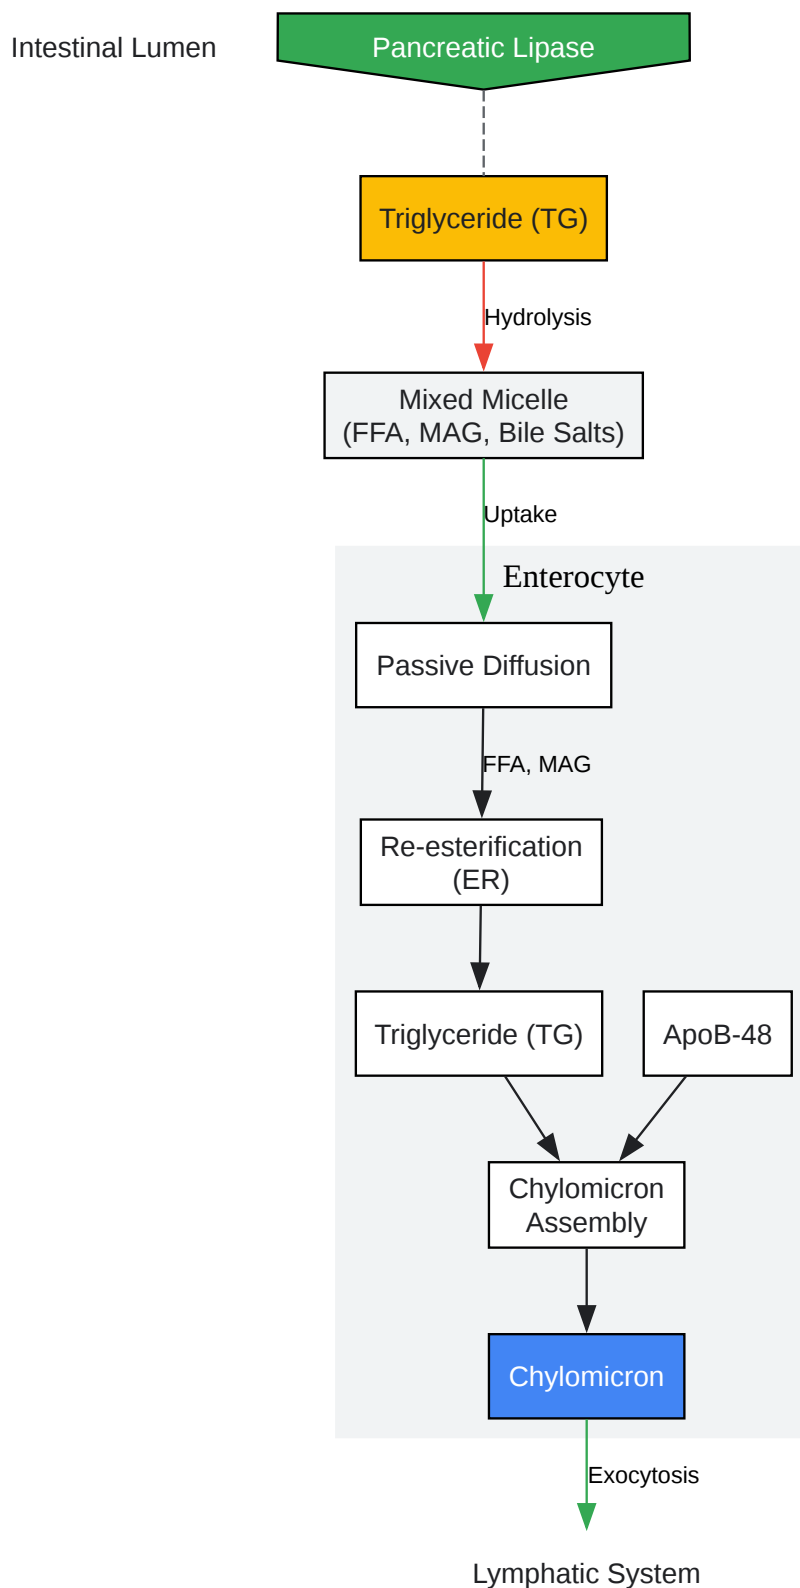 Intestinal Lumen
Pancreatic Lipase
Triglyceride (TG)
Hydrolysis
Mixed Micelle
(FFA, MAG, Bile Salts)
Uptake
Enterocyte
Passive Diffusion
FFA, MAG
Re-esterification
(ER)
Triglyceride (TG)
ApoB-48
Chylomicron
Assembly
Chylomicron
Exocytosis
Lymphatic System